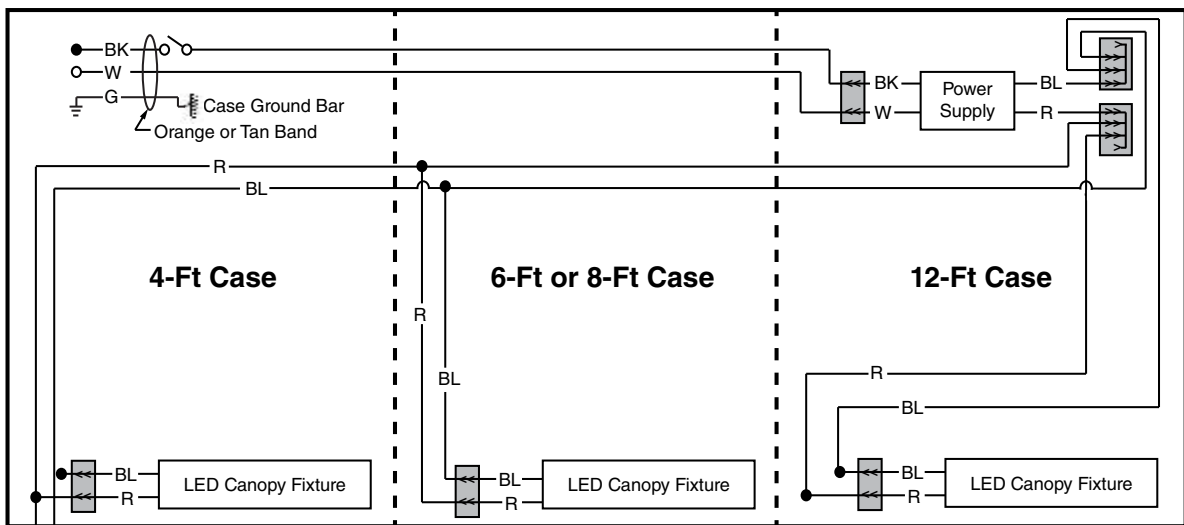 BK
W
G
Case Ground Bar
Orange or Tan Band
BK
W
Power
Supply
BL
R
R
BL
4-Ft Case
6-Ft or 8-Ft Case
12-Ft Case
R
BL
R
BL
BL
R
LED Canopy Fixture
BL
R
LED Canopy Fixture
BL
R
LED Canopy Fixture